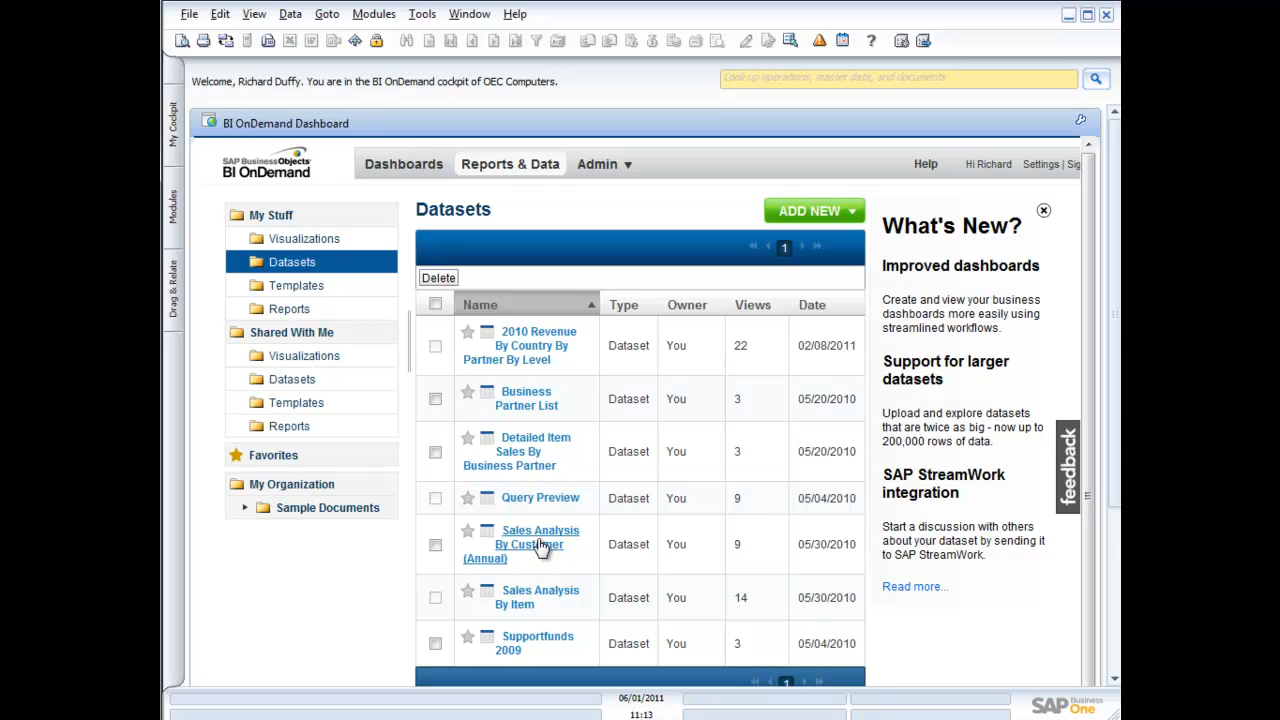 File Edit View Data Goto Modules Tools Window Help
Welcome, Richard Duffy. You are in the BI OnDemand cockpit of OEC Computers.
Look up operations, master data, and documents
My Cockpit
Modules
Drag & Relate
BI OnDemand Dashboard
SAP BusinessObjects
BI OnDemand
Dashboards Reports & Data Admin
Help Hi Richard Settings | Sig
My Stuff
Visualizations
Datasets
Templates
Reports
Shared With Me
Visualizations
Datasets
Templates
Reports
Favorites
My Organization
Sample Documents
Datasets
ADD NEW
1
Delete
Name Type Owner Views Date
2010 Revenue
By Country By
Partner By Level
Dataset You 22 02/08/2011
Business
Partner List
Dataset You 3 05/20/2010
Detailed Item
Sales By
Business Partner
Dataset You 3 05/20/2010
Query Preview Dataset You 9 05/04/2010
Sales Analysis
By Customer
(Annual)
Dataset You 9 05/30/2010
Sales Analysis
By Item
Dataset You 14 05/30/2010
Supportfunds
2009
Dataset You 3 05/04/2010
1
What's New?
Improved dashboards
Create and view your business
dashboards more easily using
streamlined workflows.
Support for larger
datasets
Upload and explore datasets
that are twice as big - now up to
200,000 rows of data.
SAP StreamWork
integration
Start a discussion with others
about your dataset by sending it
to SAP StreamWork.
Read more...
feedback
06/01/2011
11:13
SAP Business
One